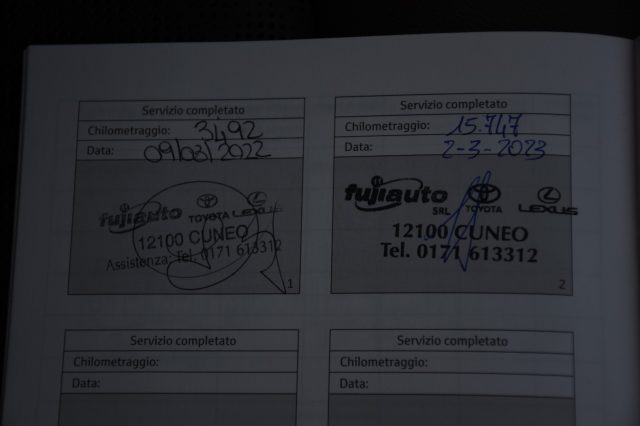 Servizio completato
Chilometraggio: 3492
Data: 09/03/2022
fujiauto
TOYOTA LEXUS
12100 CUNEO
Assistenza: Tel. 0171 613312
1
Servizio completato
Chilometraggio: 15.747
Data: 2-3-2023
fujiauto
SRL TOYOTA LEXUS
12100 CUNEO
Tel. 0171 613312
2
Servizio completato
Chilometraggio:
Data:
Servizio completato
Chilometraggio:
Data: